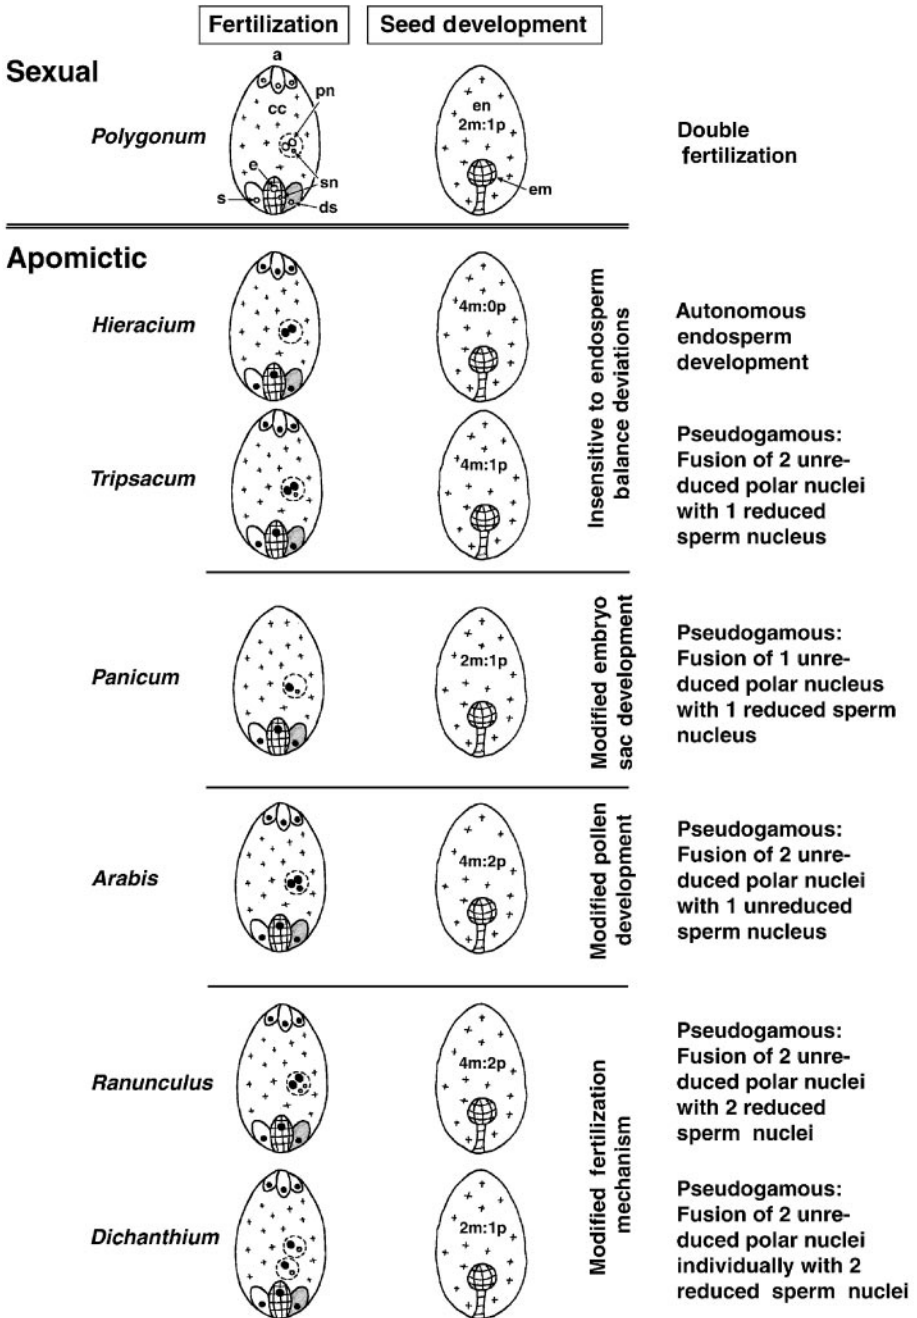 Fertilization
Seed development
Sexual
a
pn
cc
Polygonum
e
sn
s
ds
en
2m:1p
em
Double
fertilization
Apomictic
Hieracium
4m:0p
Autonomous
endosperm
development
Insensitive to endosperm
balance deviations
Tripsacum
4m:1p
Pseudogamous:
Fusion of 2 unre-
duced polar nuclei
with 1 reduced
sperm nucleus
Panicum
2m:1p
Modified embryo
sac development
Pseudogamous:
Fusion of 1 unre-
duced polar nucleus
with 1 reduced sperm
nucleus
Arabis
4m:2p
Modified pollen
development
Pseudogamous:
Fusion of 2 unre-
duced polar nuclei
with 1 unreduced
sperm nucleus
Ranunculus
4m:2p
Modified fertilization
mechanism
Pseudogamous:
Fusion of 2 unre-
duced polar nuclei
with 2 reduced
sperm nuclei
Dichanthium
2m:1p
Pseudogamous:
Fusion of 2 unre-
duced polar nuclei
individually with 2
reduced sperm nuclei